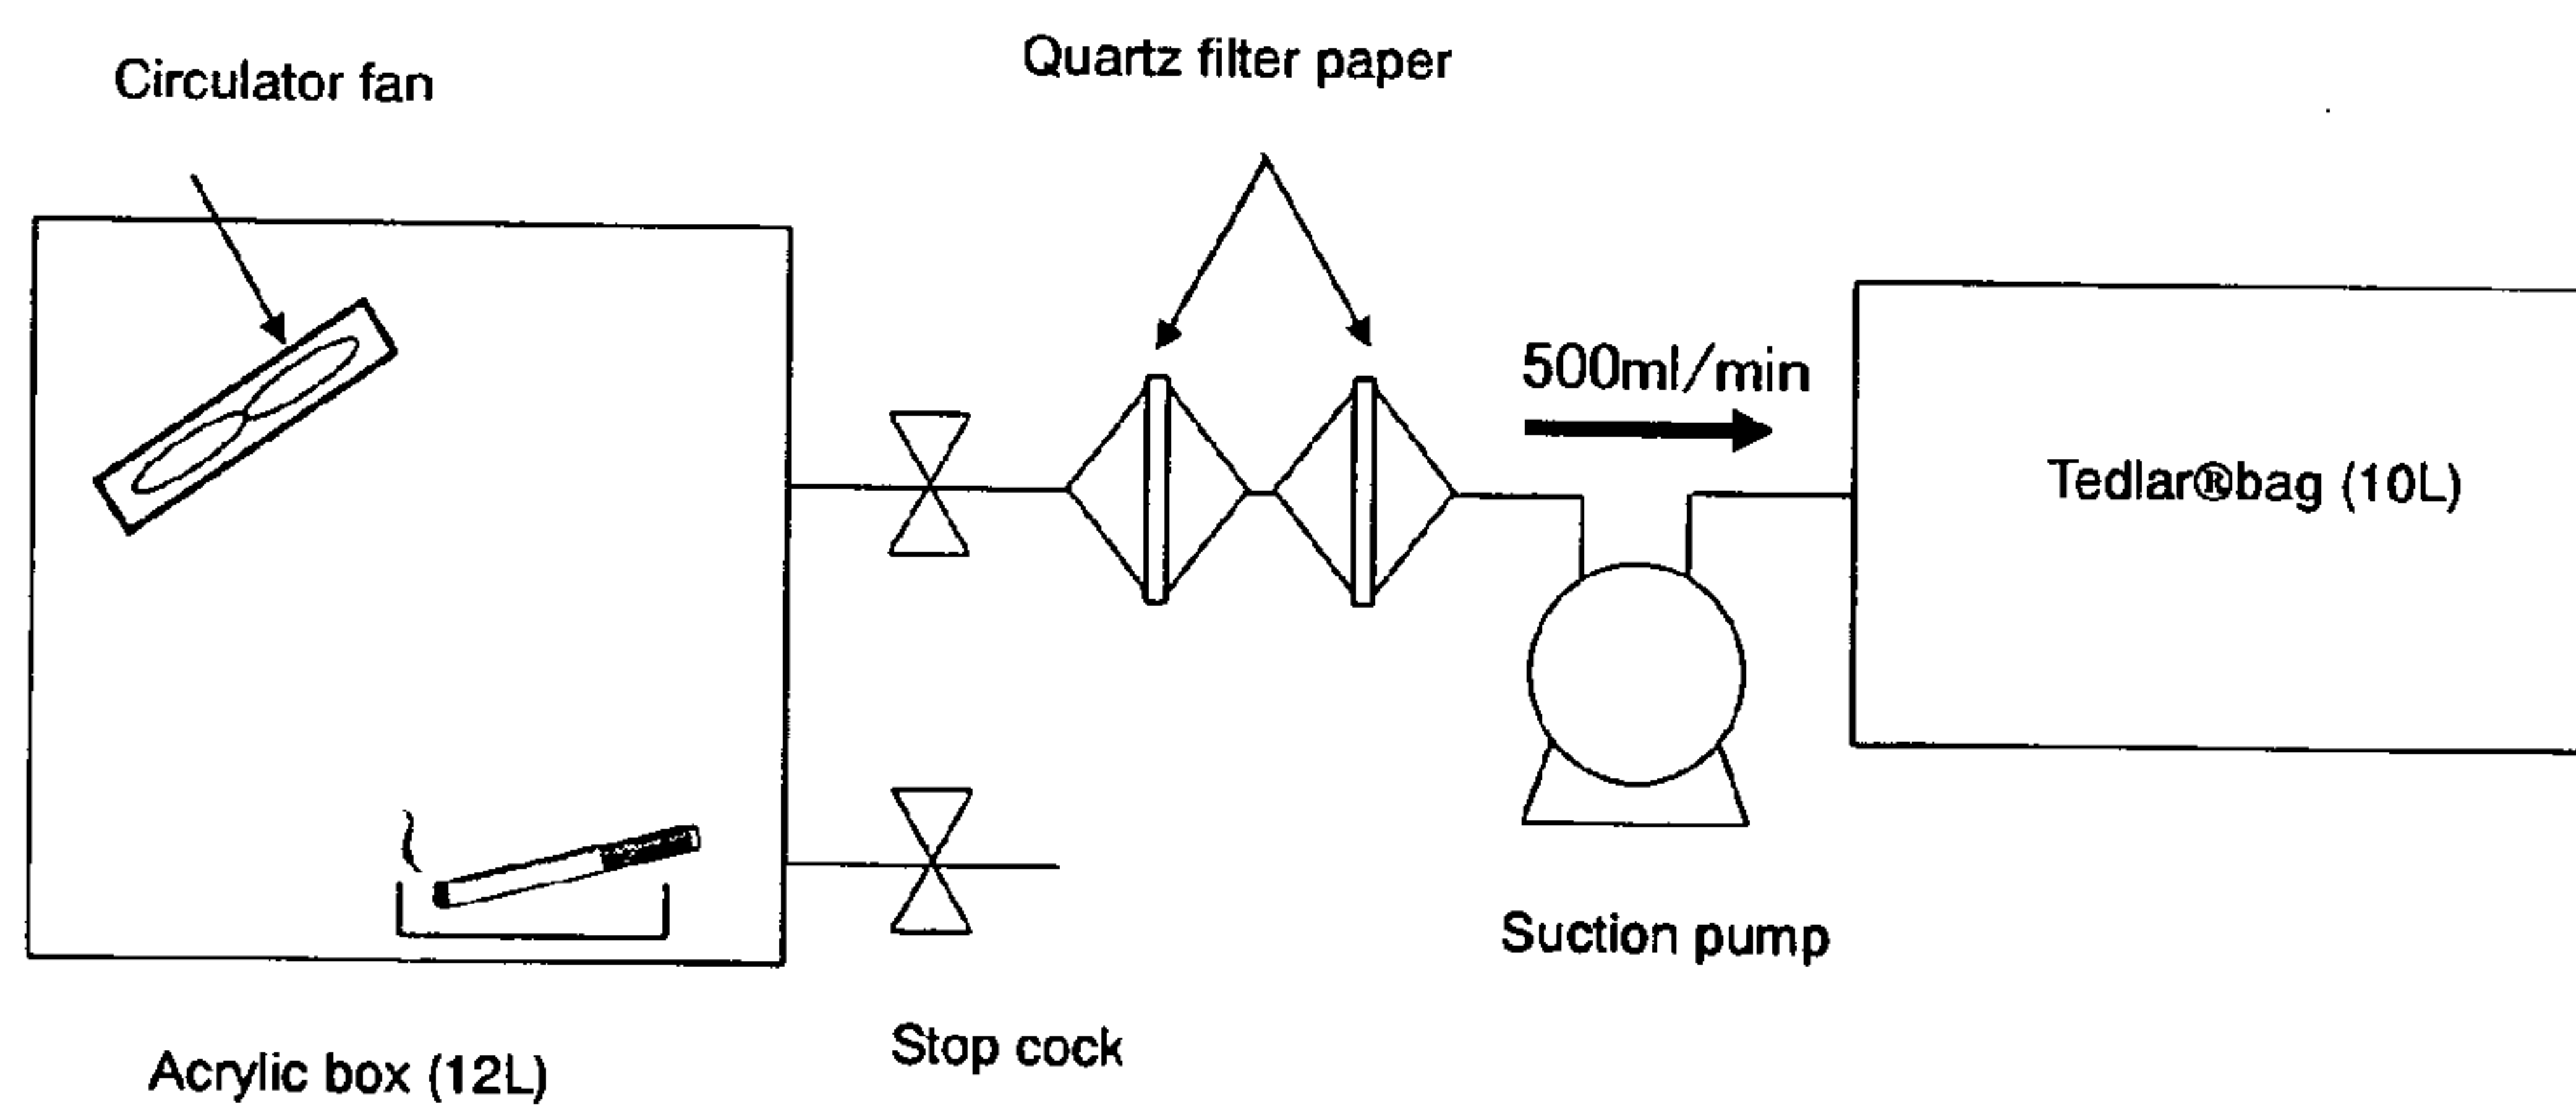 Circulator fan
Quartz filter paper
500ml/min
Tedlar®bag (10L)
Suction pump
Stop cock
Acrylic box (12L)